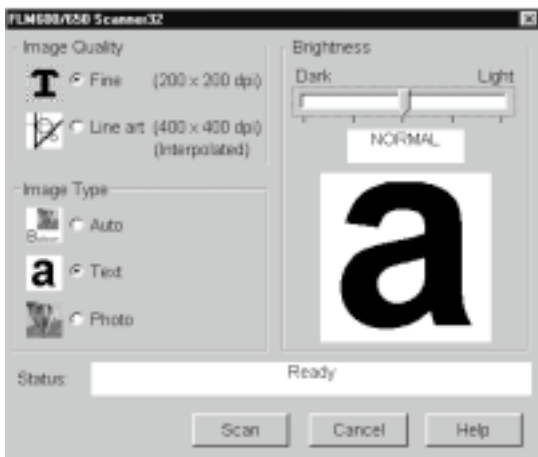 FLM600/650 Scanner32
Image Quality
T Fine (200 x 200 dpi)
Line art (400 x 400 dpi)
(Interpolated)
Image Type
Auto
a Text
Photo
Brightness
Dark Light
NORMAL
a
Status: Ready
Scan Cancel Help